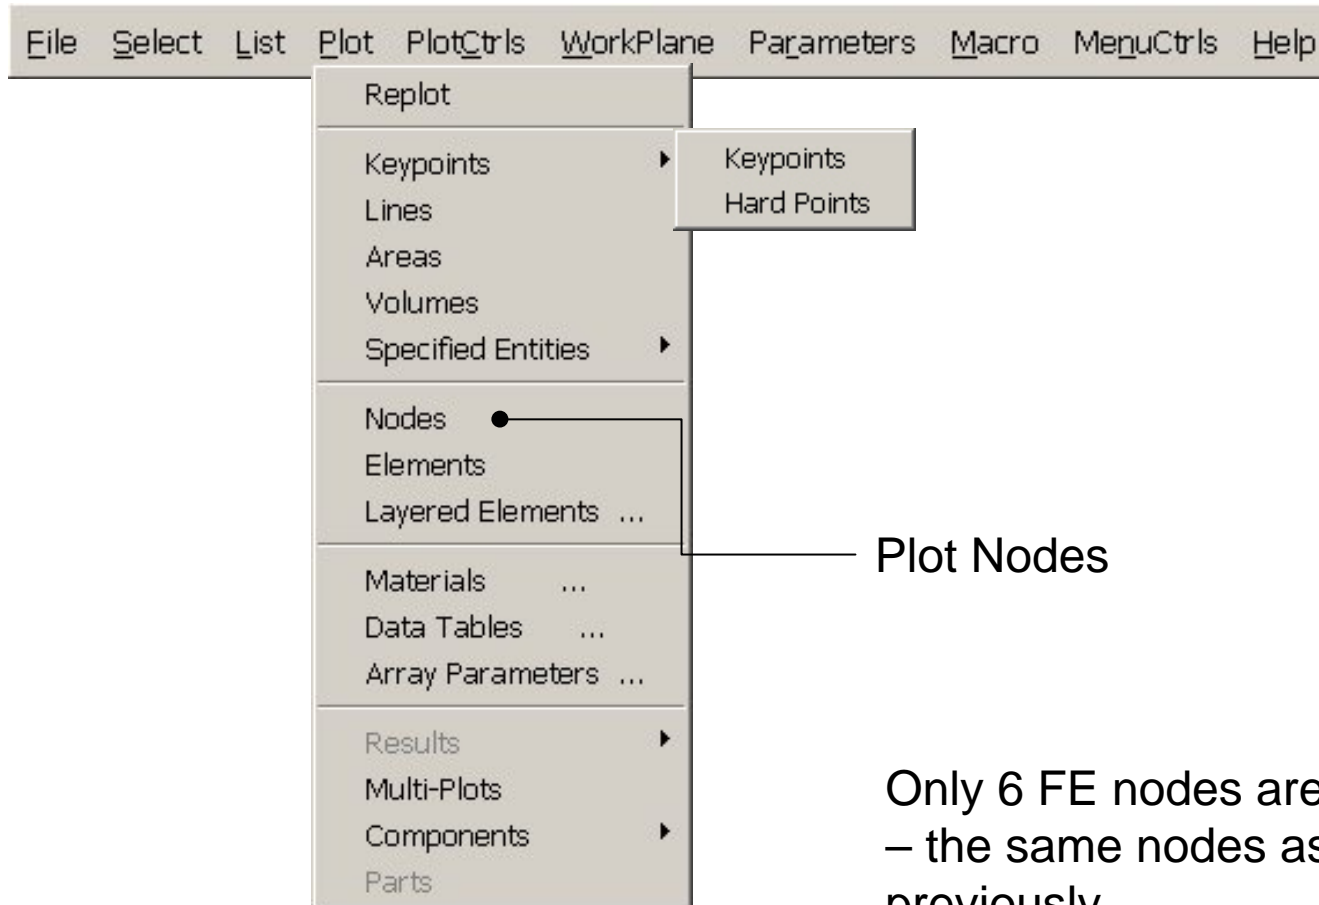 File Select List Plot PlotCtrls WorkPlane Parameters Macro MenuCtrls Help
Replot
Keypoints
Lines
Areas
Volumes
Specified Entities
Keypoints
Hard Points
Nodes
Elements
Layered Elements ...
Materials ...
Data Tables ...
Array Parameters ...
Results
Multi-Plots
Components
Parts
Plot Nodes
Only 6 FE nodes are
– the same nodes as
previously